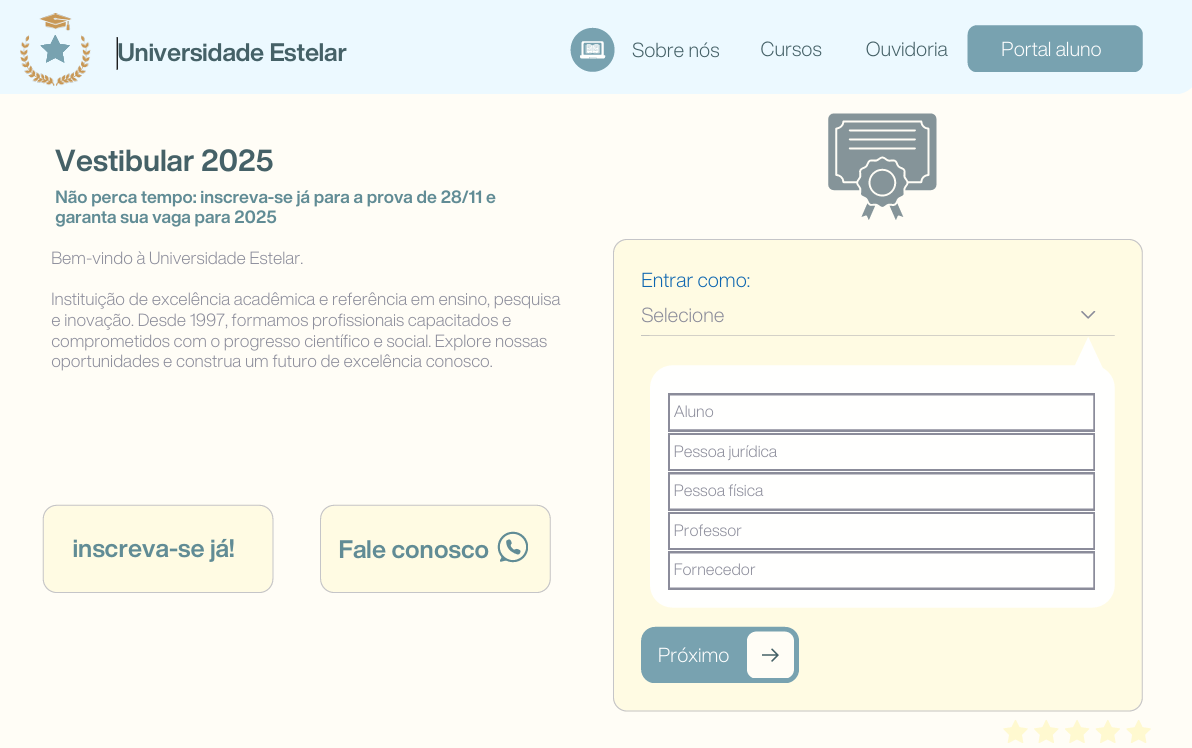 Universidade Estelar
Sobre nós
Cursos
Ouvidoria
Portal aluno
Vestibular 2025
Não perca tempo: inscreva-se já para a prova de 28/11 e
garanta sua vaga para 2025
Bem-vindo à Universidade Estelar.
Instituição de excelência acadêmica e referência em ensino, pesquisa
e inovação. Desde 1997, formamos profissionais capacitados e
comprometidos com o progresso científico e social. Explore nossas
oportunidades e construa um futuro de excelência conosco.
inscreva-se já!
Fale conosco
Entrar como:
Selecione
Aluno
Pessoa jurídica
Pessoa física
Professor
Fornecedor
Próximo